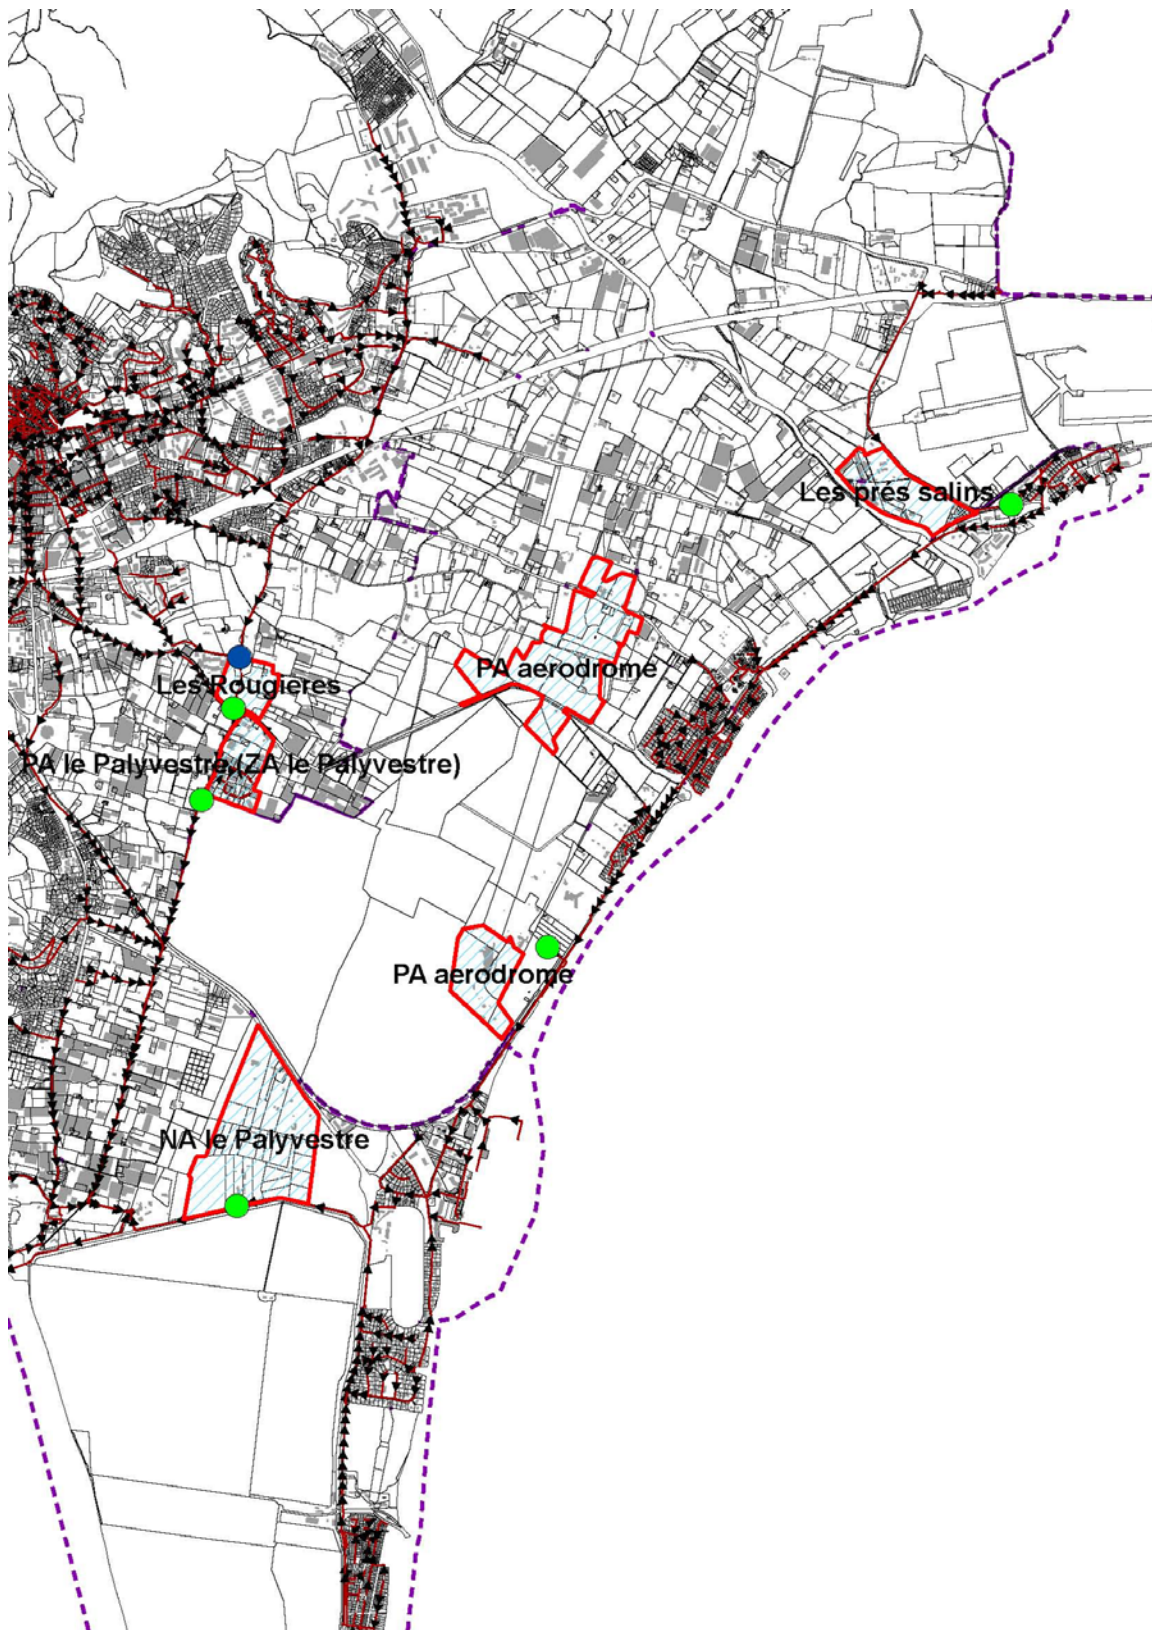 Les prés salins
PA aerodrome
Les Rougieres
PA le Palyvestre (ZA le Palyvestre)
PA aerodrome
NA le Palyvestre